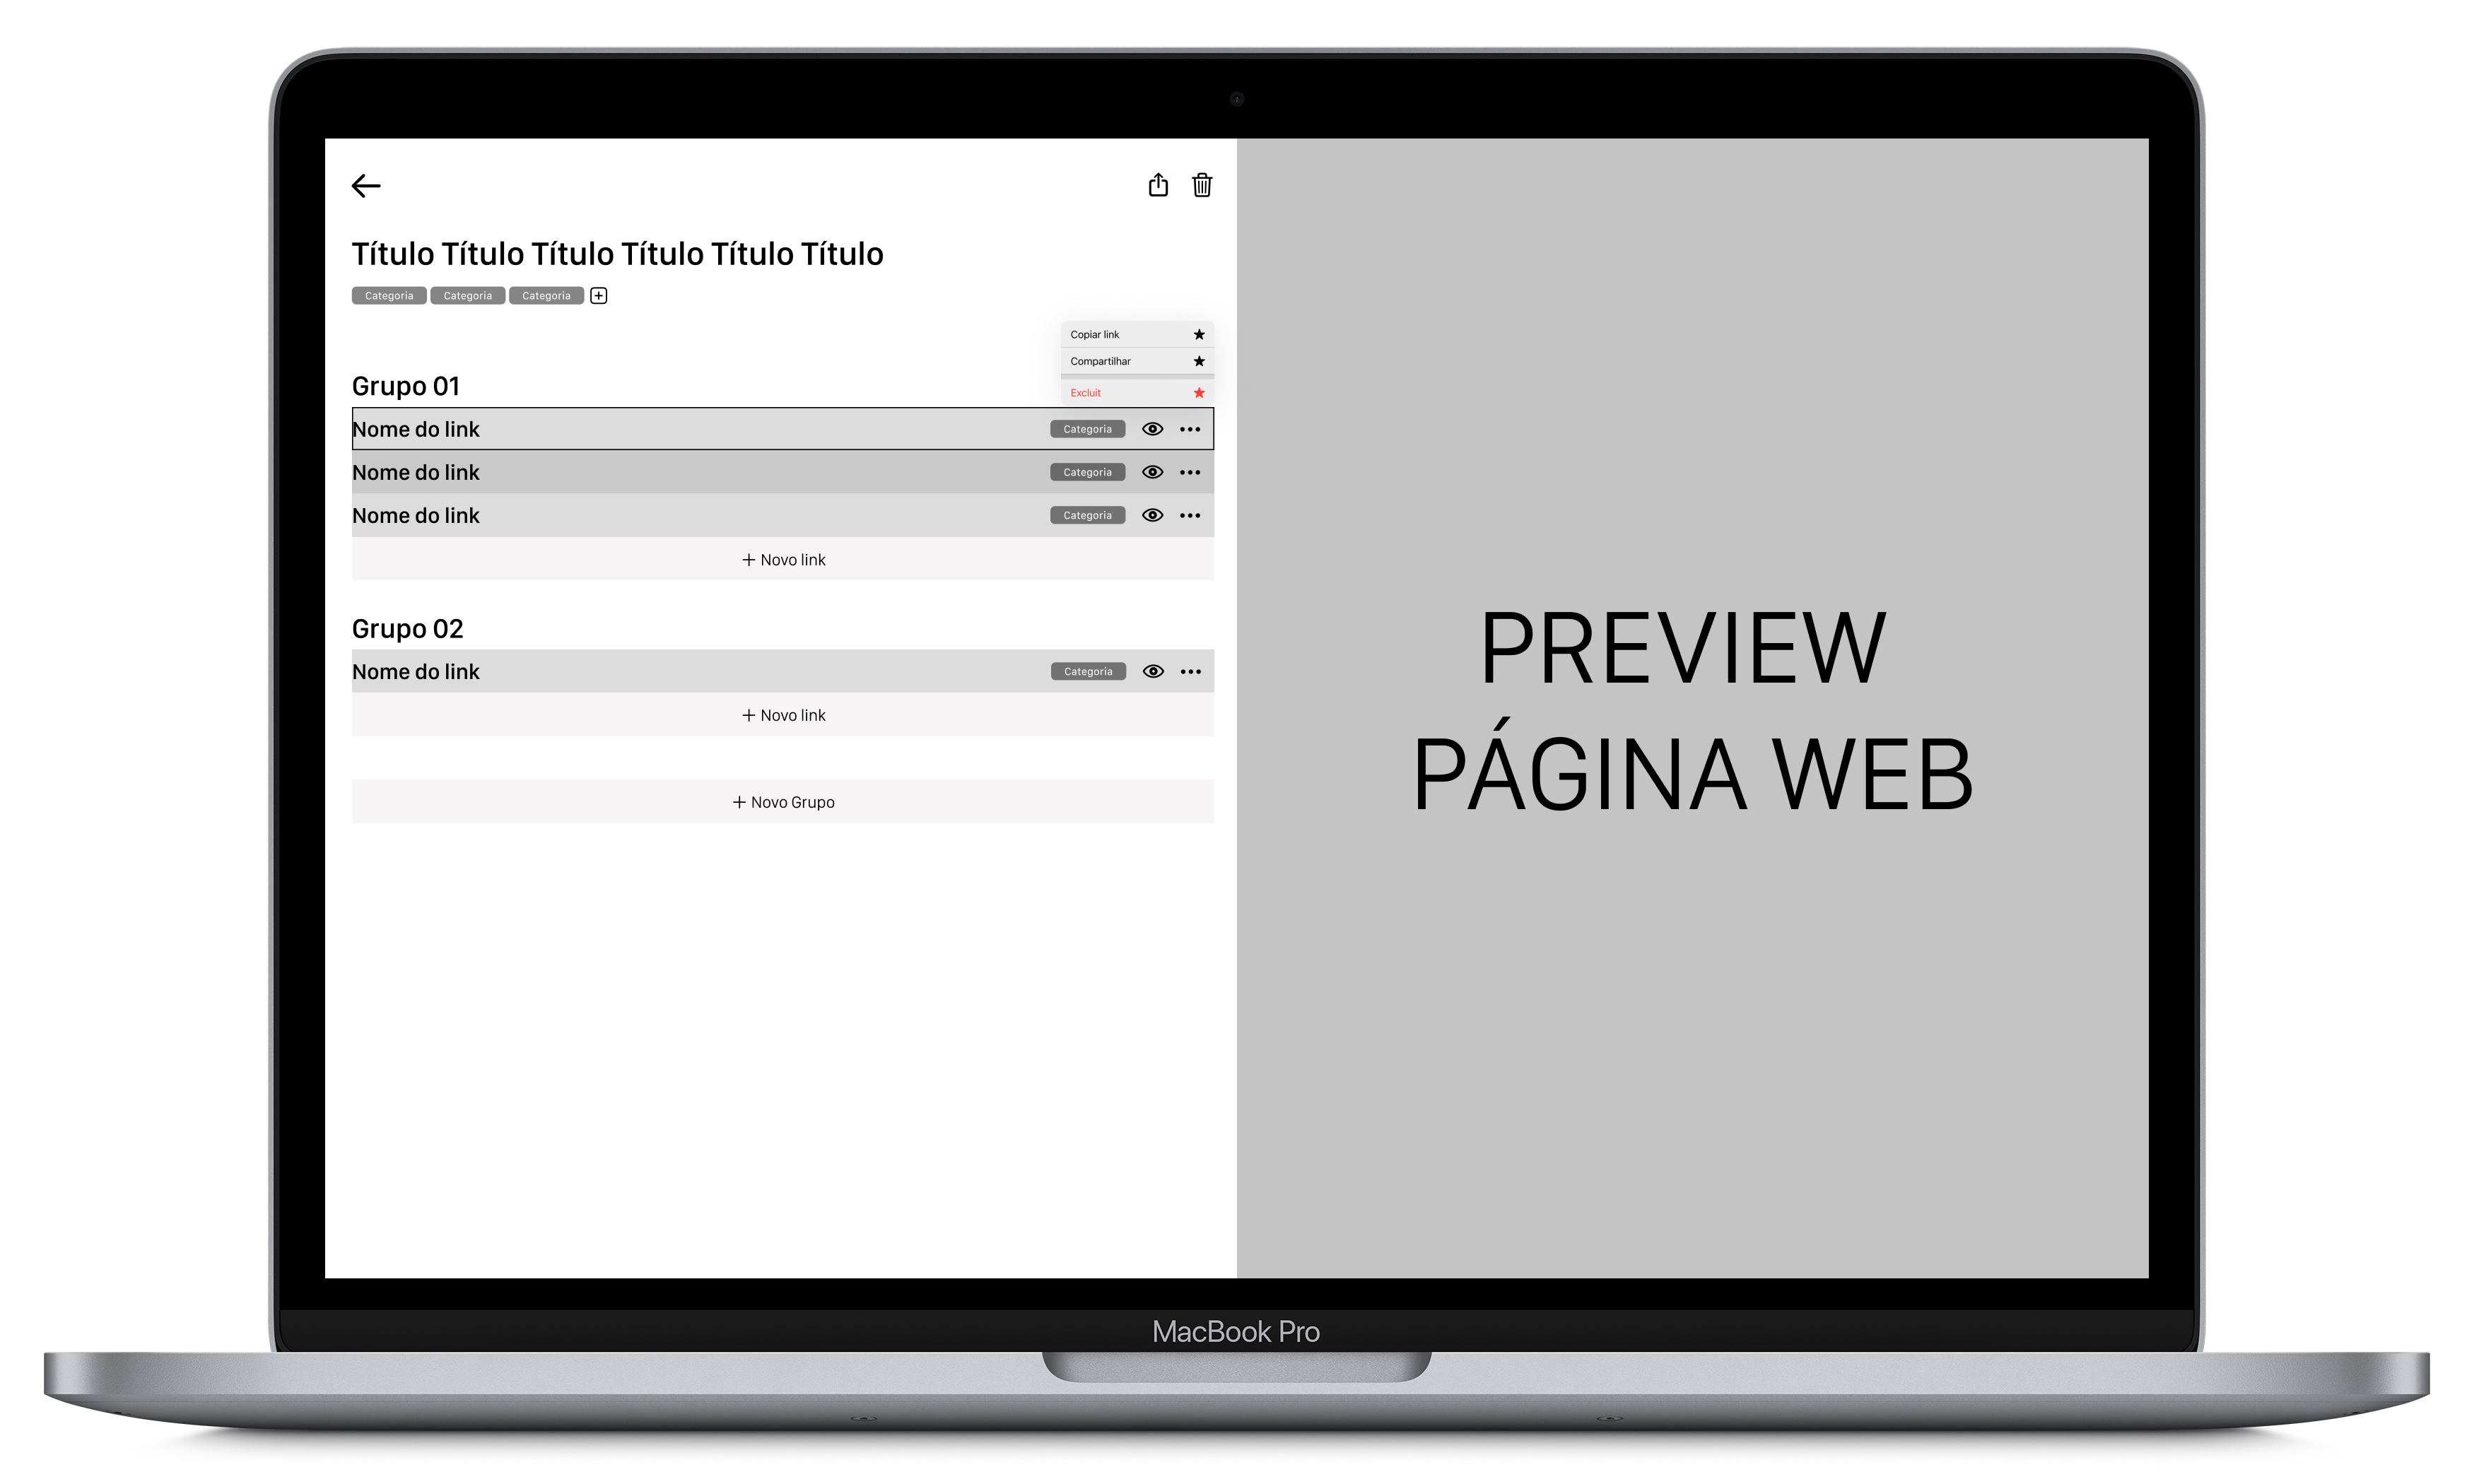 Título Título Título Título Título Título
Categoria Categoria Categoria
Copiar link
Compartilhar
Excluit
Grupo 01
Nome do link Categoria
Nome do link Categoria
Nome do link Categoria
+ Novo link
Grupo 02
Nome do link Categoria
+ Novo link
+ Novo Grupo
PREVIEW
PÁGINA WEB
MacBook Pro